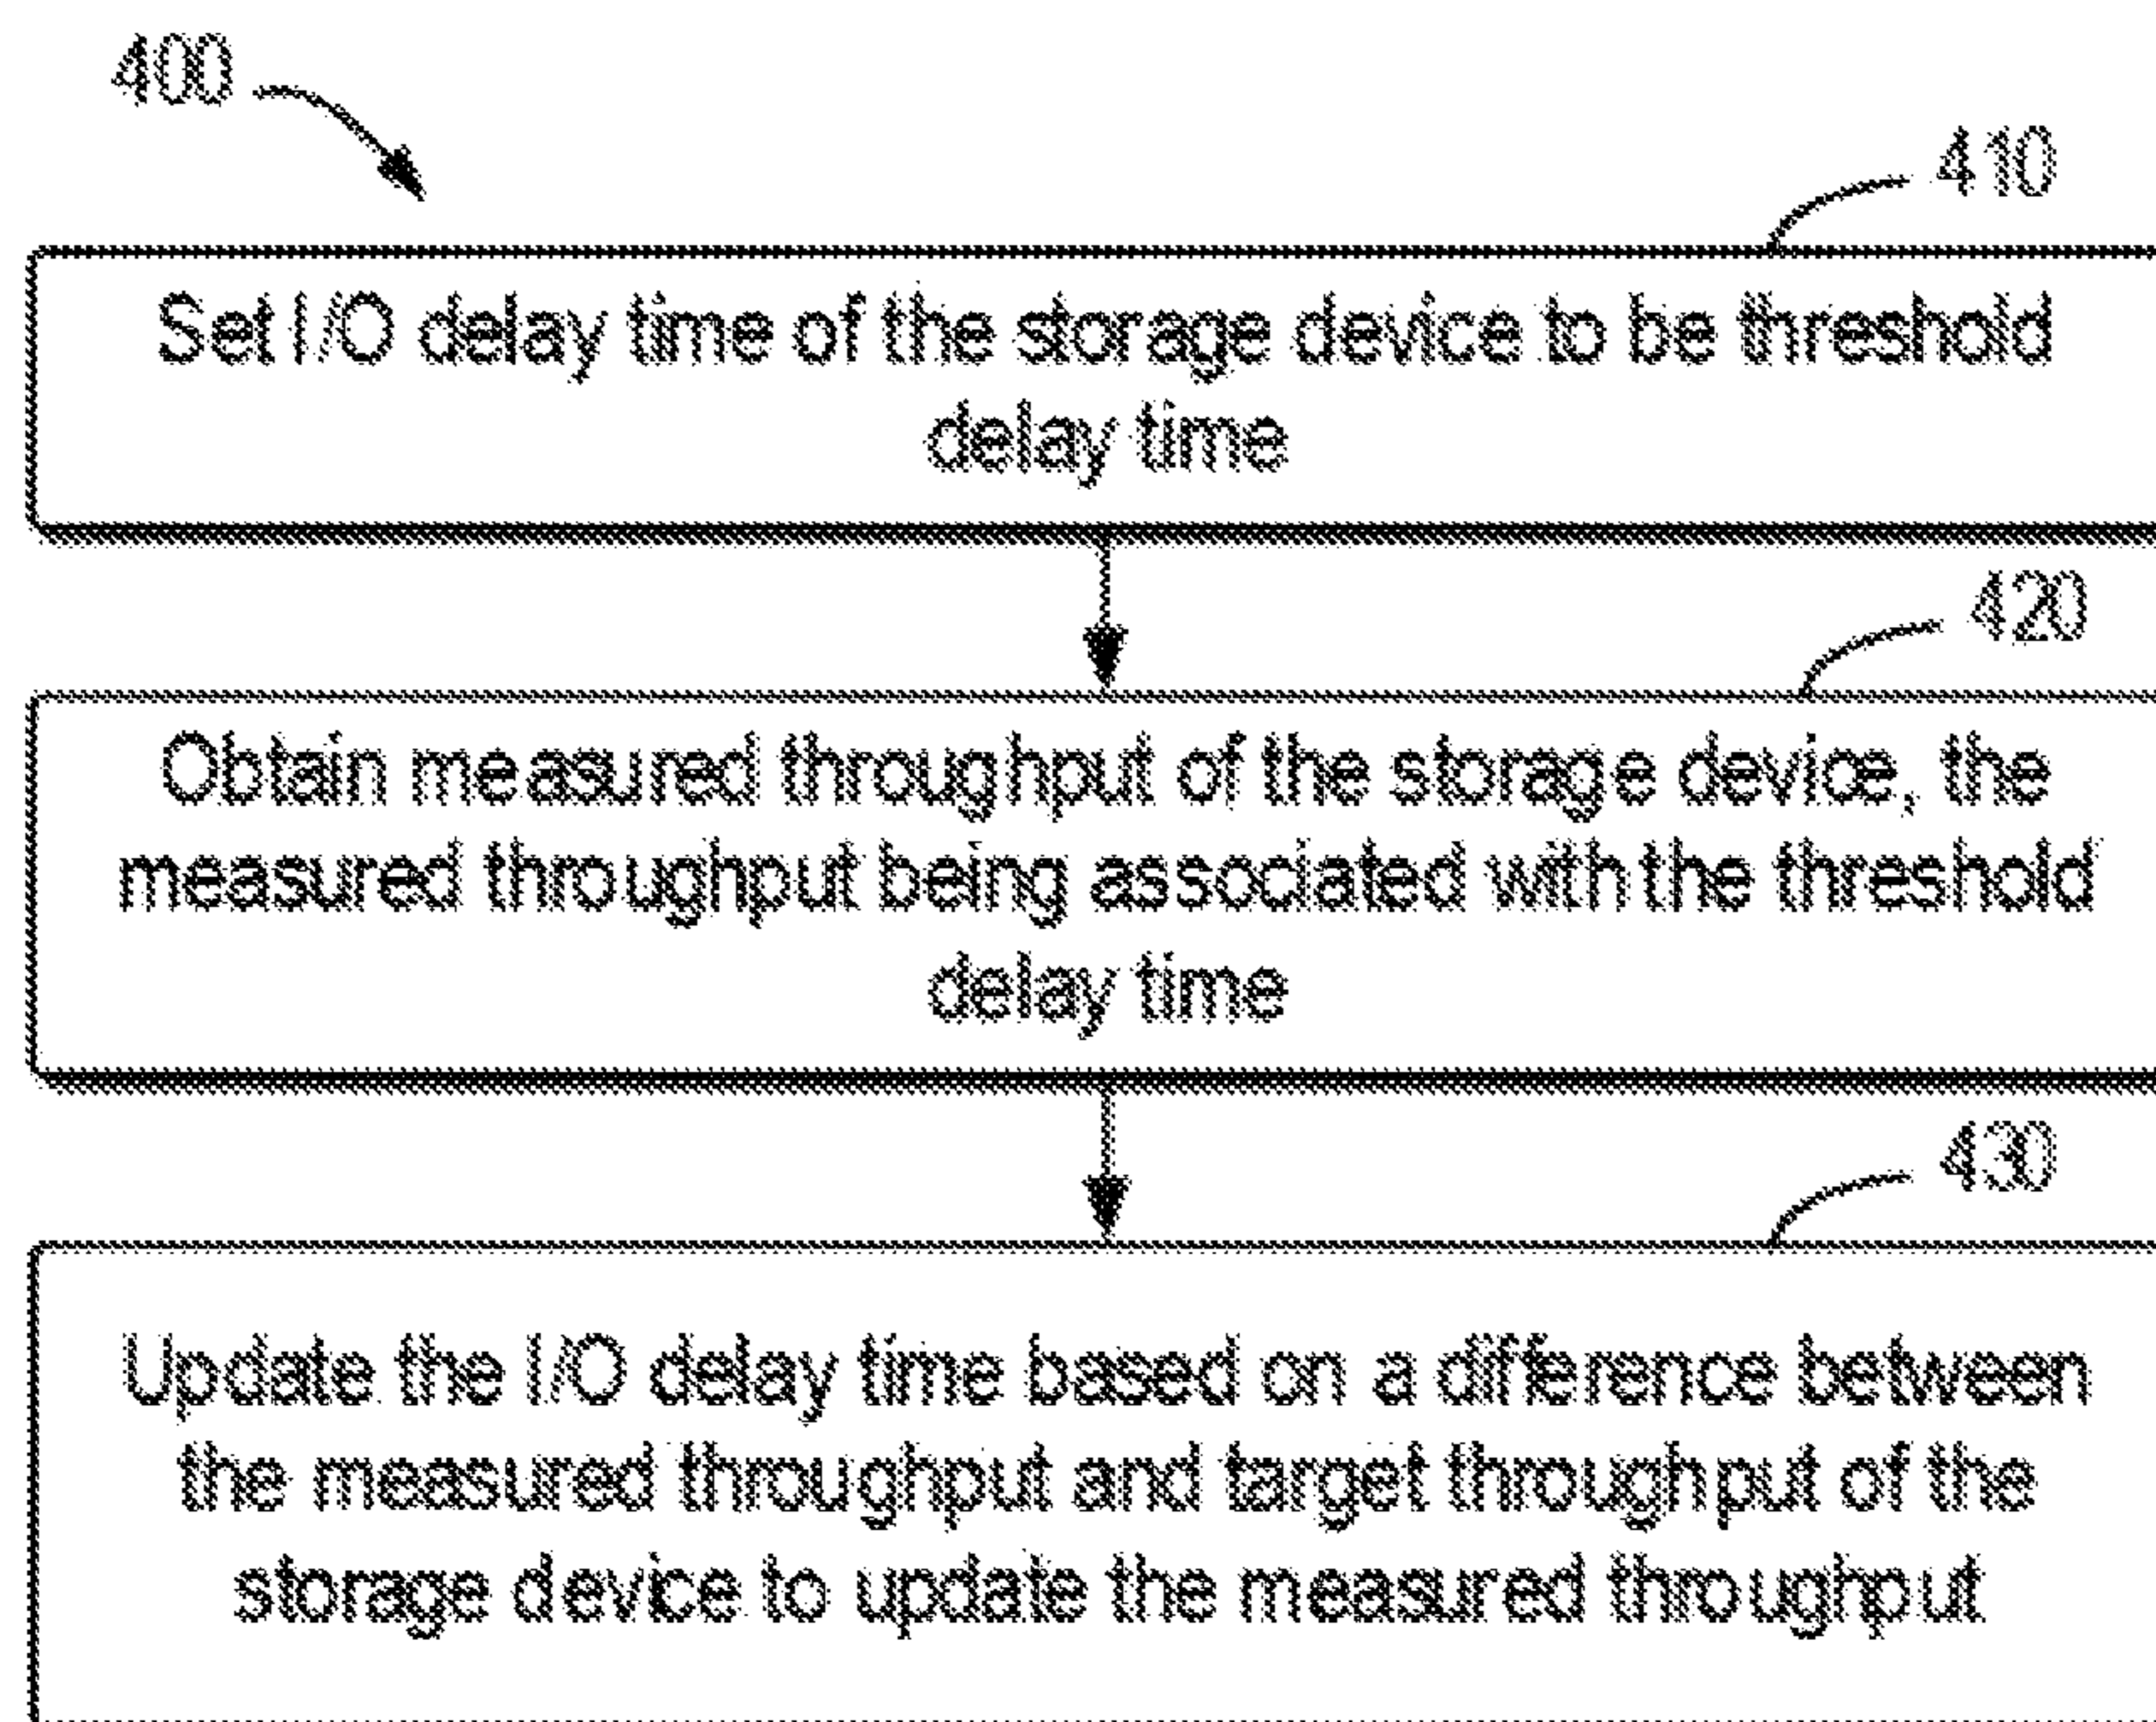 400
410
Set I/O delay time of the storage device to be threshold
delay time
420
Obtain measured throughput of the storage device, the
measured throughput being associated with the threshold
delay time
430
Update the I/O delay time based on a difference between
the measured throughput and target throughput of the
storage device to update the measured throughput